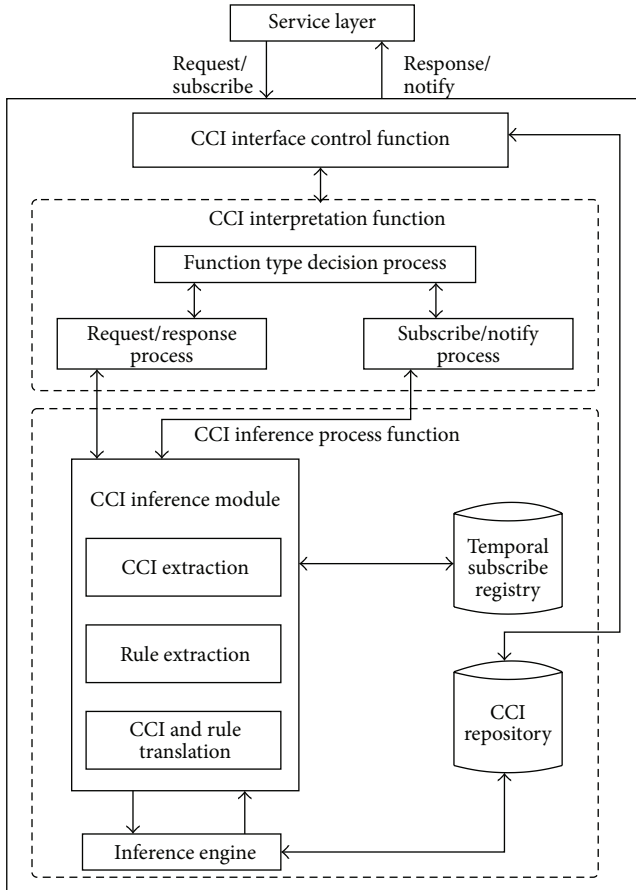 Service layer
Request/
subscribe
Response/
notify
CCI interface control function
CCI interpretation function
Function type decision process
Request/response
process
Subscribe/notify
process
CCI inference process function
CCI inference module
CCI extraction
Rule extraction
CCI and rule
translation
Temporal
subscribe
registry
CCI
repository
Inference engine